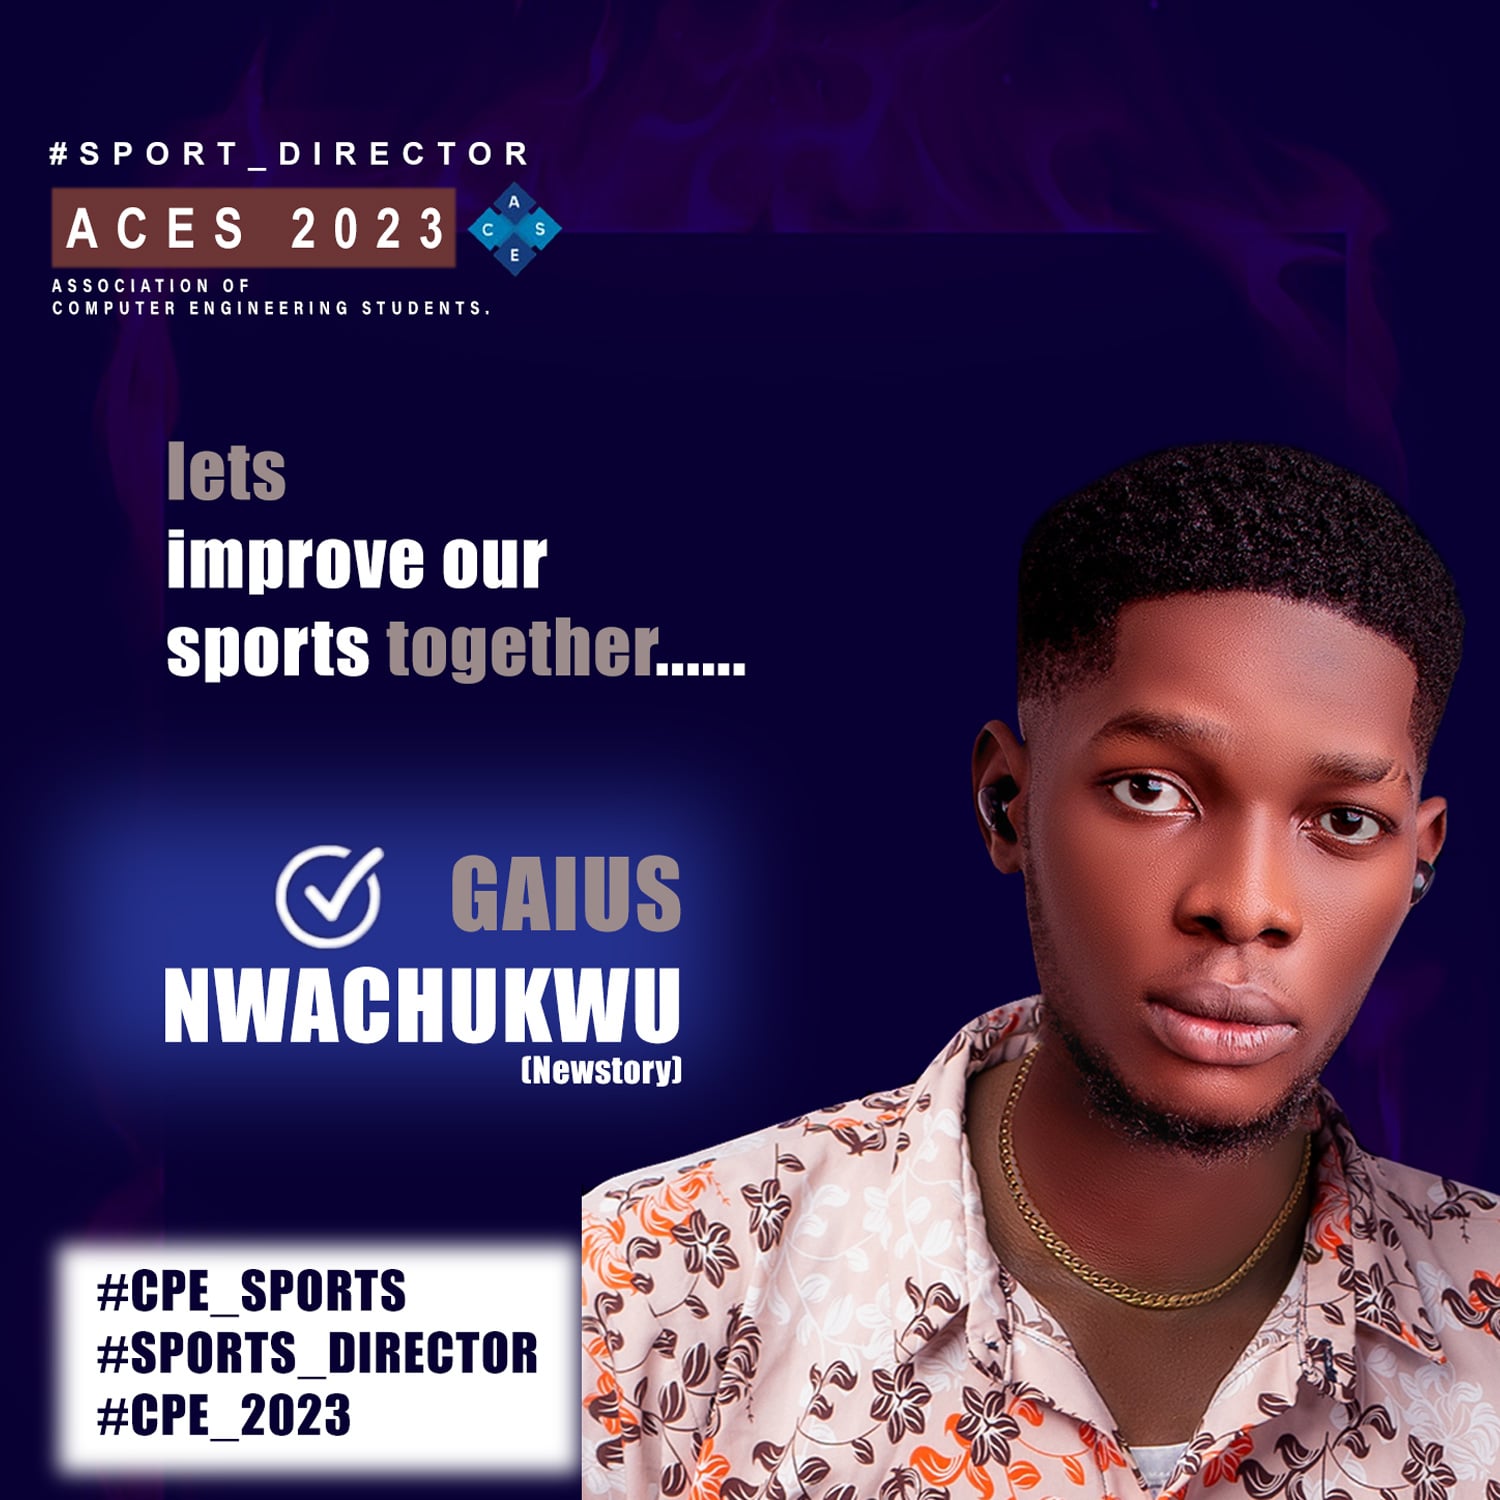 #SPORT_DIRECTOR
ACES 2023
A
C S
E
ASSOCIATION OF
COMPUTER ENGINEERING STUDENTS.
lets
improve our
sports together......
GAIUS
NWACHUKWU
(Newstory)
#CPE_SPORTS
#SPORTS_DIRECTOR
#CPE_2023